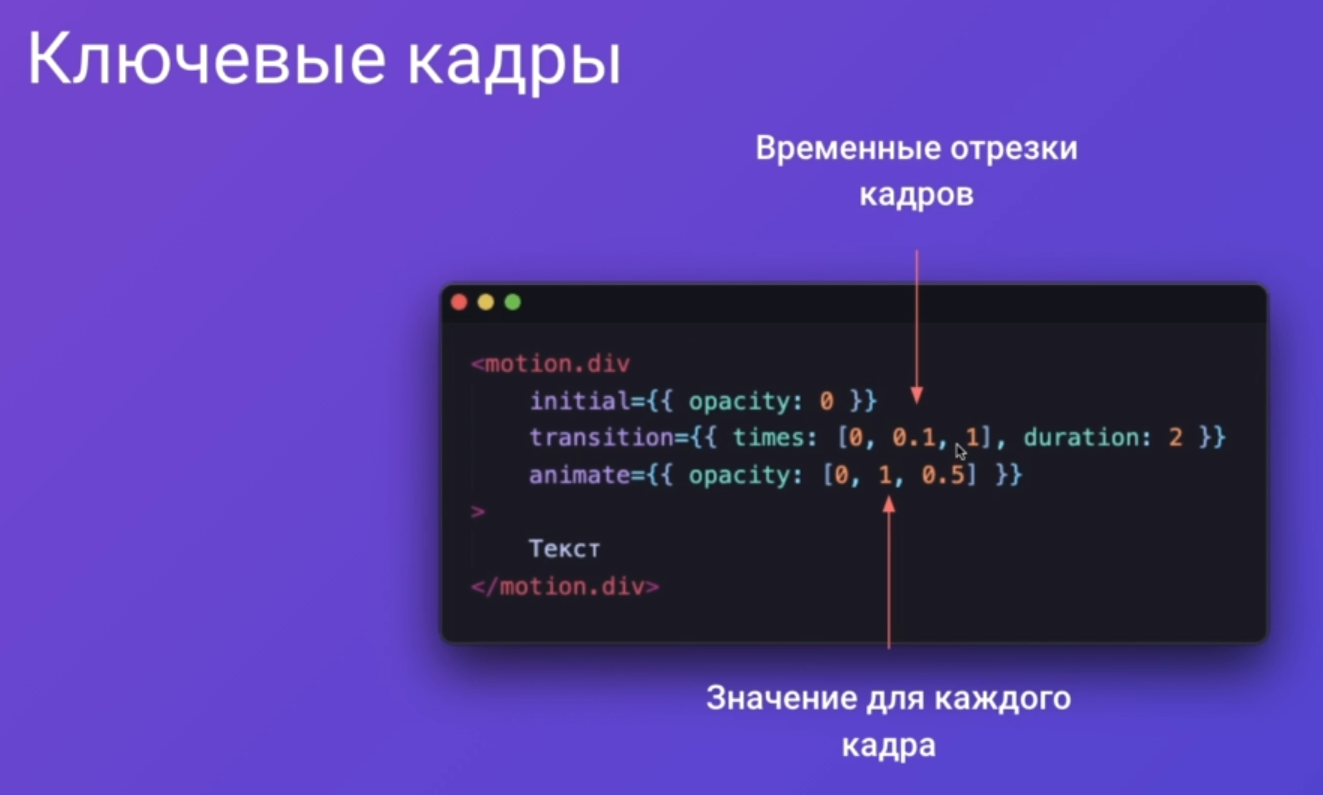 Ключевые кадры
Временные отрезки
кадров
<motion.div
initial={{ opacity: 0 }}
transition={{ times: [0, 0.1, 1], duration: 2 }}
animate={{ opacity: [0, 1, 0.5] }}
>
Текст
</motion.div>
Значение для каждого
кадра